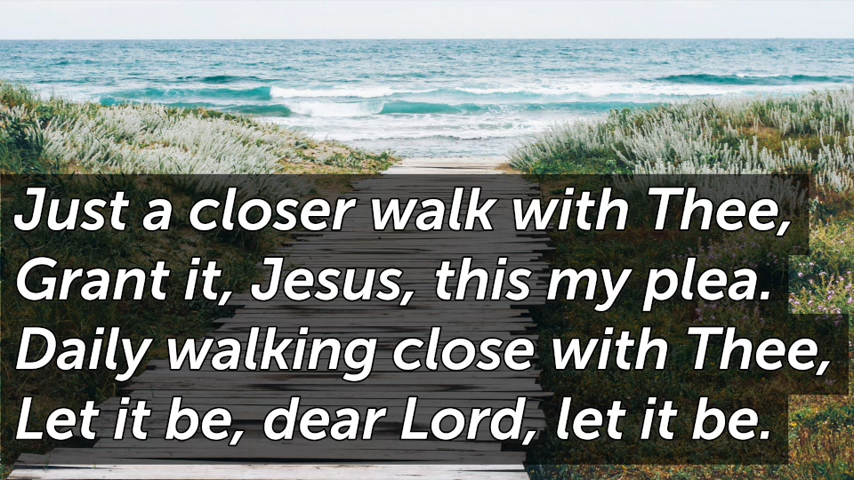 Just a closer walk with Thee,
Grant it, Jesus, this my plea.
Daily walking close with Thee,
Let it be, dear Lord, let it be.